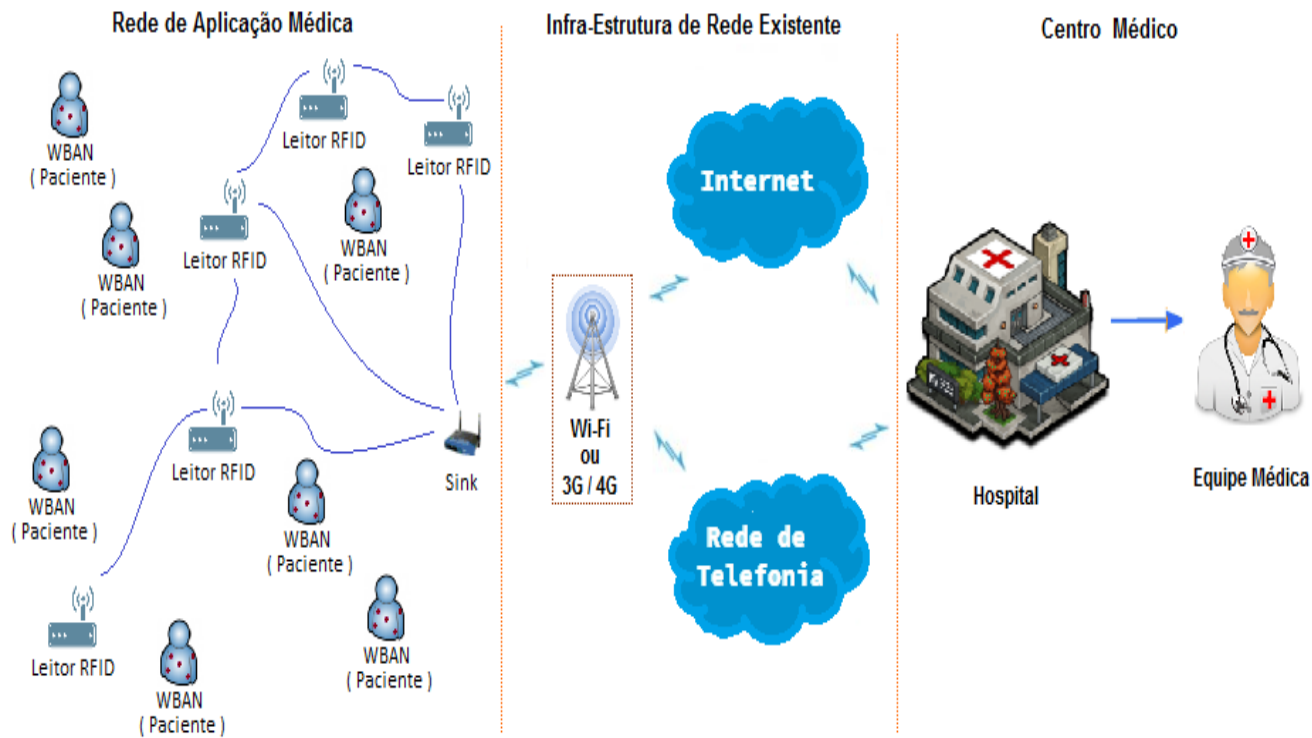 Rede de Aplicação Médica
Infra-Estrutura de Rede Existente
Centro Médico
Leitor RFID
Leitor RFID
WBAN
( Paciente )
Leitor RFID
WBAN
( Paciente )
WBAN
( Paciente )
Internet
Wi-Fi
ou
3G / 4G
Leitor RFID
Sink
WBAN
( Paciente )
WBAN
( Paciente )
Leitor RFID
WBAN
( Paciente )
WBAN
( Paciente )
Rede de
Telefonia
Hospital
Equipe Médica